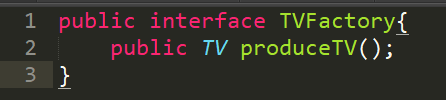 1 public interface TVFactory{
2     public TV produceTV();
3 }